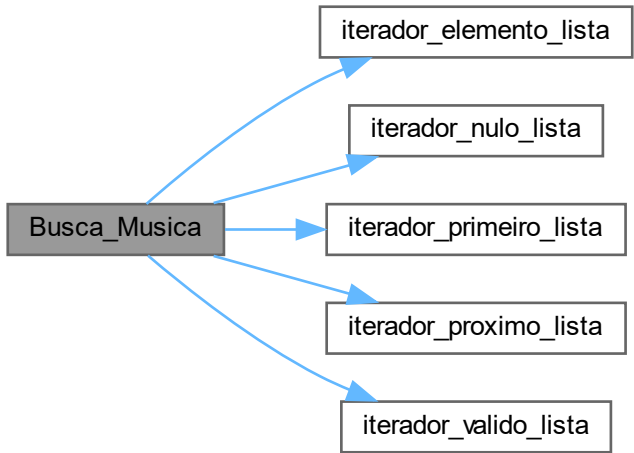 iterador_elemento_lista
iterador_nulo_lista
Busca_Musica
iterador_primeiro_lista
iterador_proximo_lista
iterador_valido_lista